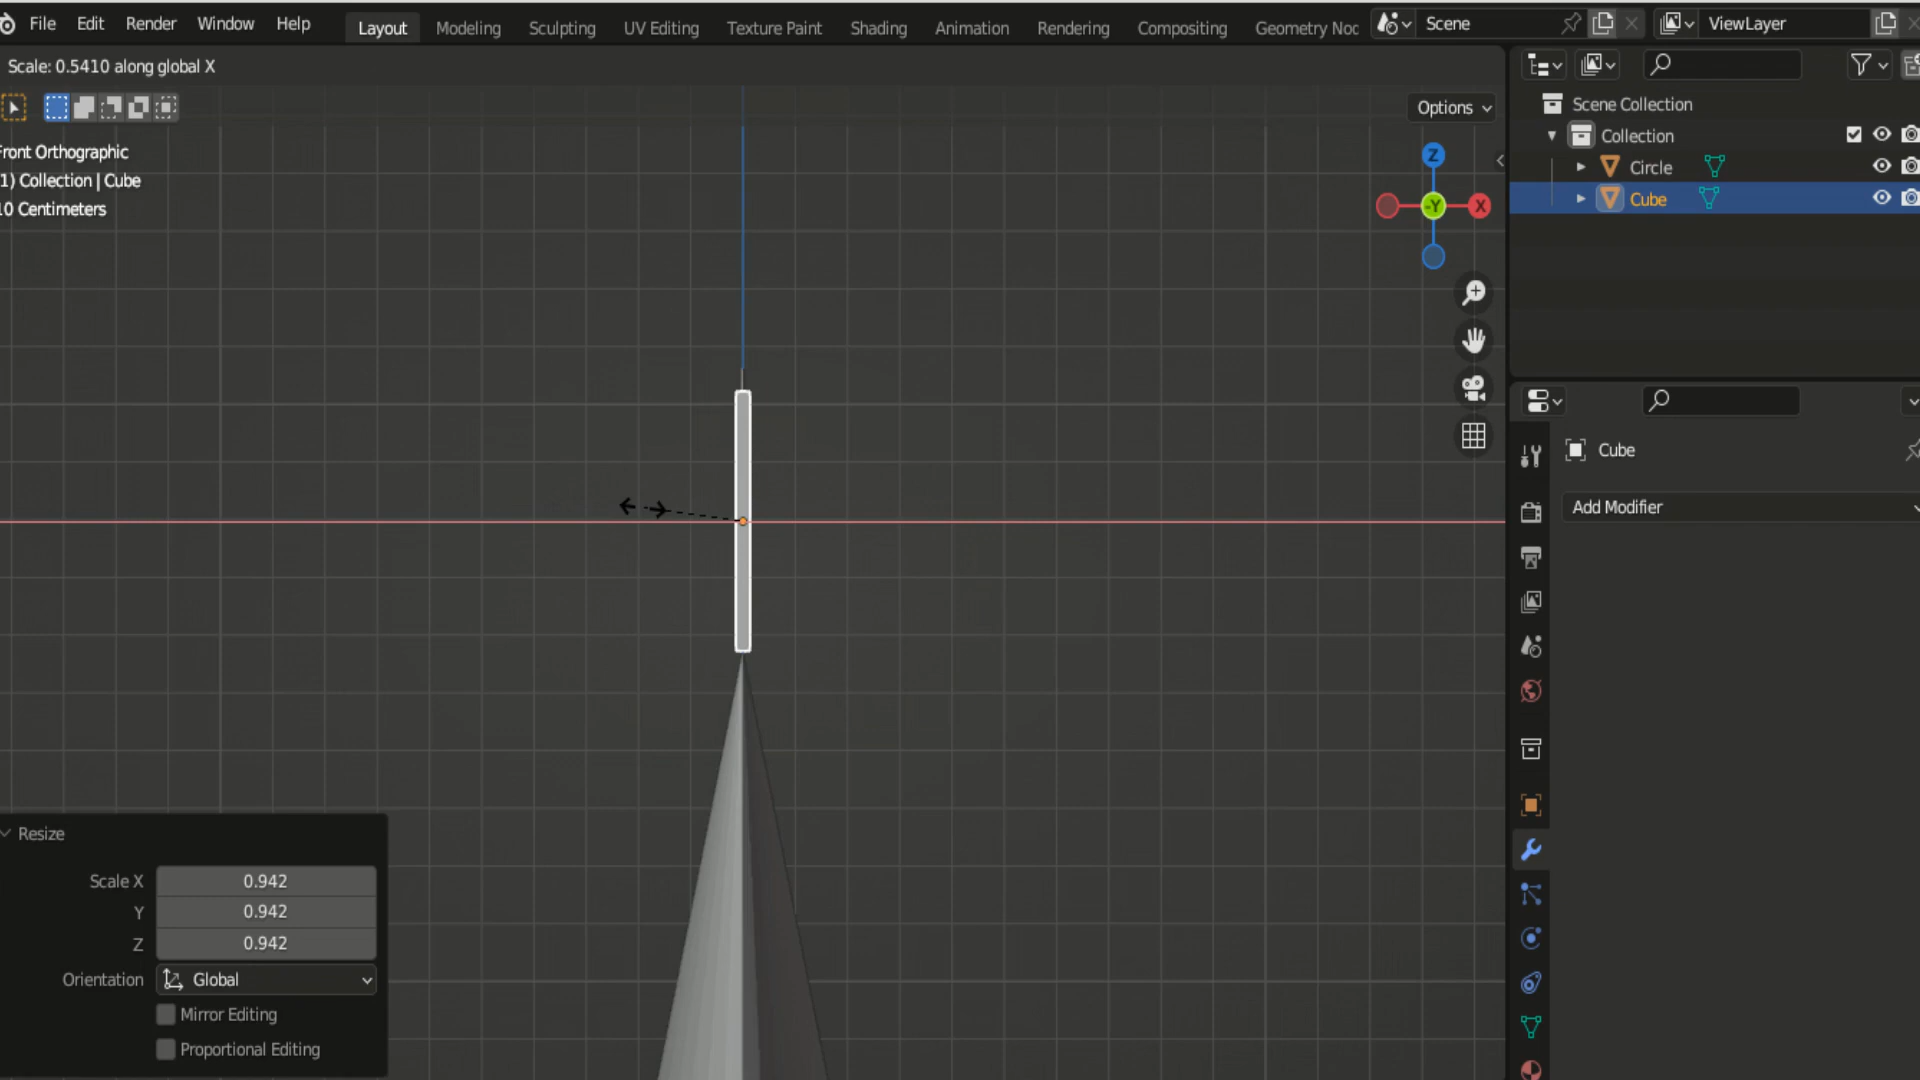 File Edit Render Window Help Layout Modeling Sculpting UV Editing Texture Paint Shading Animation Rendering Compositing Geometry Noc Scene ViewLayer
Scale: 0.5410 along global X
Options
Front Orthographic
1) Collection | Cube
10 Centimeters
Z
-Y
X
Scene Collection
Collection
Circle
Cube
Cube
Add Modifier
Resize
Scale X 0.942
Y 0.942
Z 0.942
Orientation Global
Mirror Editing
Proportional Editing